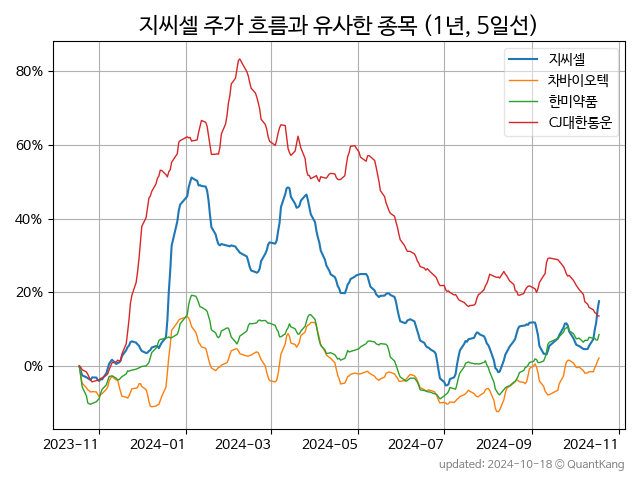 지씨셀 주가 흐름과 유사한 종목 (1년, 5일선)
지씨셀
차바이오텍
한미약품
CJ대한통운
80%
60%
40%
20%
0%
2023-11 2024-01 2024-03 2024-05 2024-07 2024-09 2024-11
updated: 2024-10-18 © QuantKang